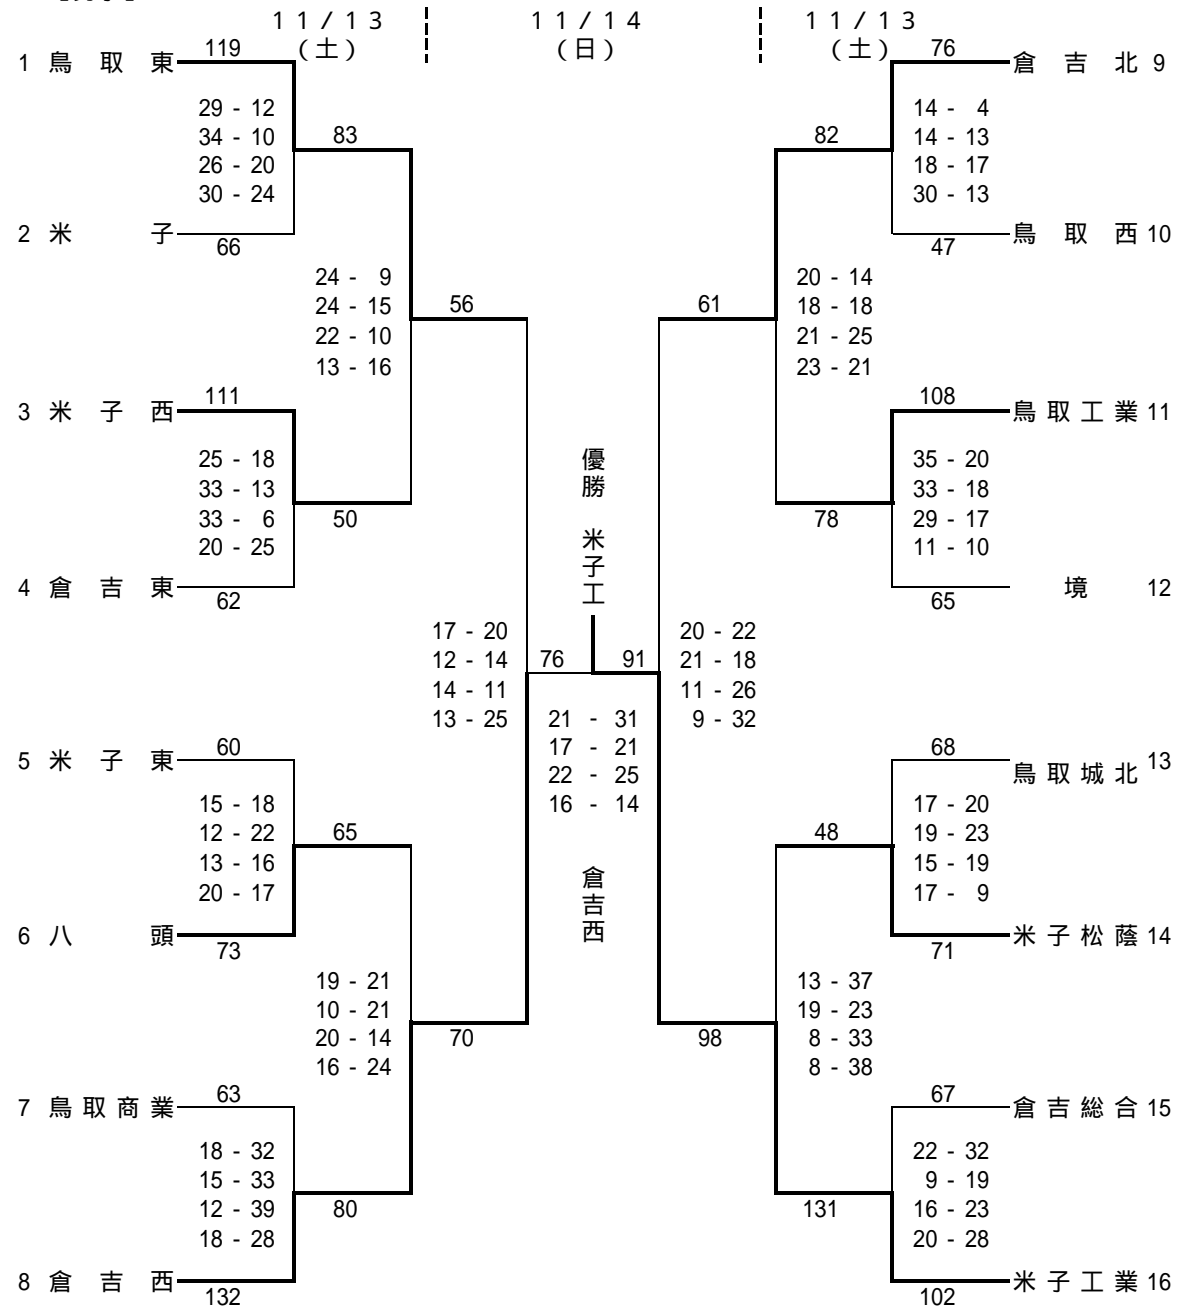 11/13 11/14 11/13
(土) (日) (土)
119 76
1 鳥取東 倉吉北 9
29 - 12 14 - 4
34 - 10 83 82 14 - 13
26 - 20 18 - 17
30 - 24 30 - 13
2 米子 鳥取西 10
66 47
24 - 9 20 - 14
24 - 15 56 61 18 - 18
22 - 10 21 - 25
13 - 16 23 - 21
111 108
3 米子西 鳥取工業 11
25 - 18 35 - 20
33 - 13 33 - 18
33 - 6 29 - 17
20 - 25 50 78 11 - 10
4 倉吉東 境 12
62 65
優勝 米子工
17 - 20 20 - 22
12 - 14 76 91 21 - 18
14 - 11 11 - 26
13 - 25 9 - 32
21 - 31
17 - 21
22 - 25
16 - 14
60 68
5 米子東 鳥取城北 13
15 - 18 17 - 20
12 - 22 65 48 19 - 23
13 - 16 15 - 19
20 - 17 17 - 9
倉吉西
6 八頭 米子松蔭 14
73 71
19 - 21 13 - 37
10 - 21 19 - 23
20 - 14 70 98 8 - 33
16 - 24 8 - 38
63 67
7 鳥取商業 倉吉総合 15
18 - 32 22 - 32
15 - 33 9 - 19
12 - 39 80 131 16 - 23
18 - 28 20 - 28
8 倉吉西 米子工業 16
132 102